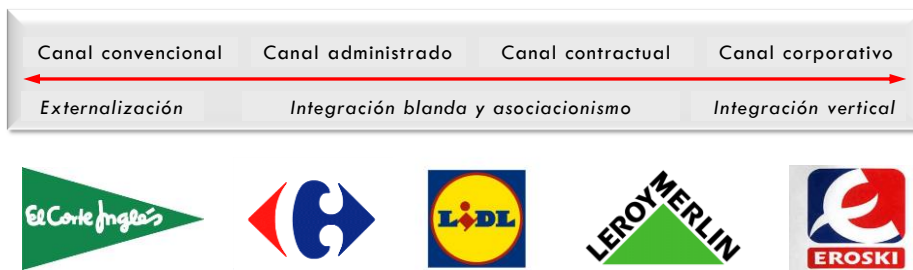 Canal convencional Canal administrado Canal contractual Canal corporativo
Externalización Integración blanda y asociacionismo Integración vertical
El Corte Inglés
LIDL
LEROY MERLIN
EROSKI